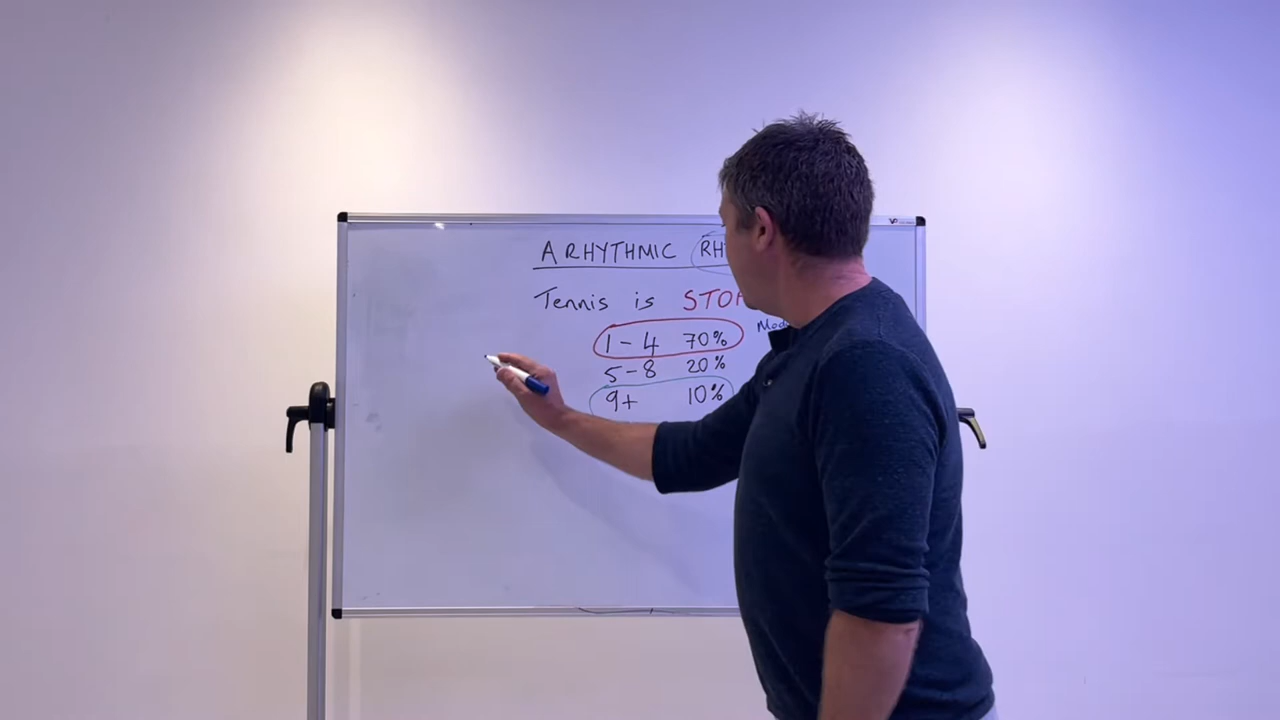 ARHYTHMIC RH
Tennis is STO
1-4 70%
5-8 20%
9+ 10%